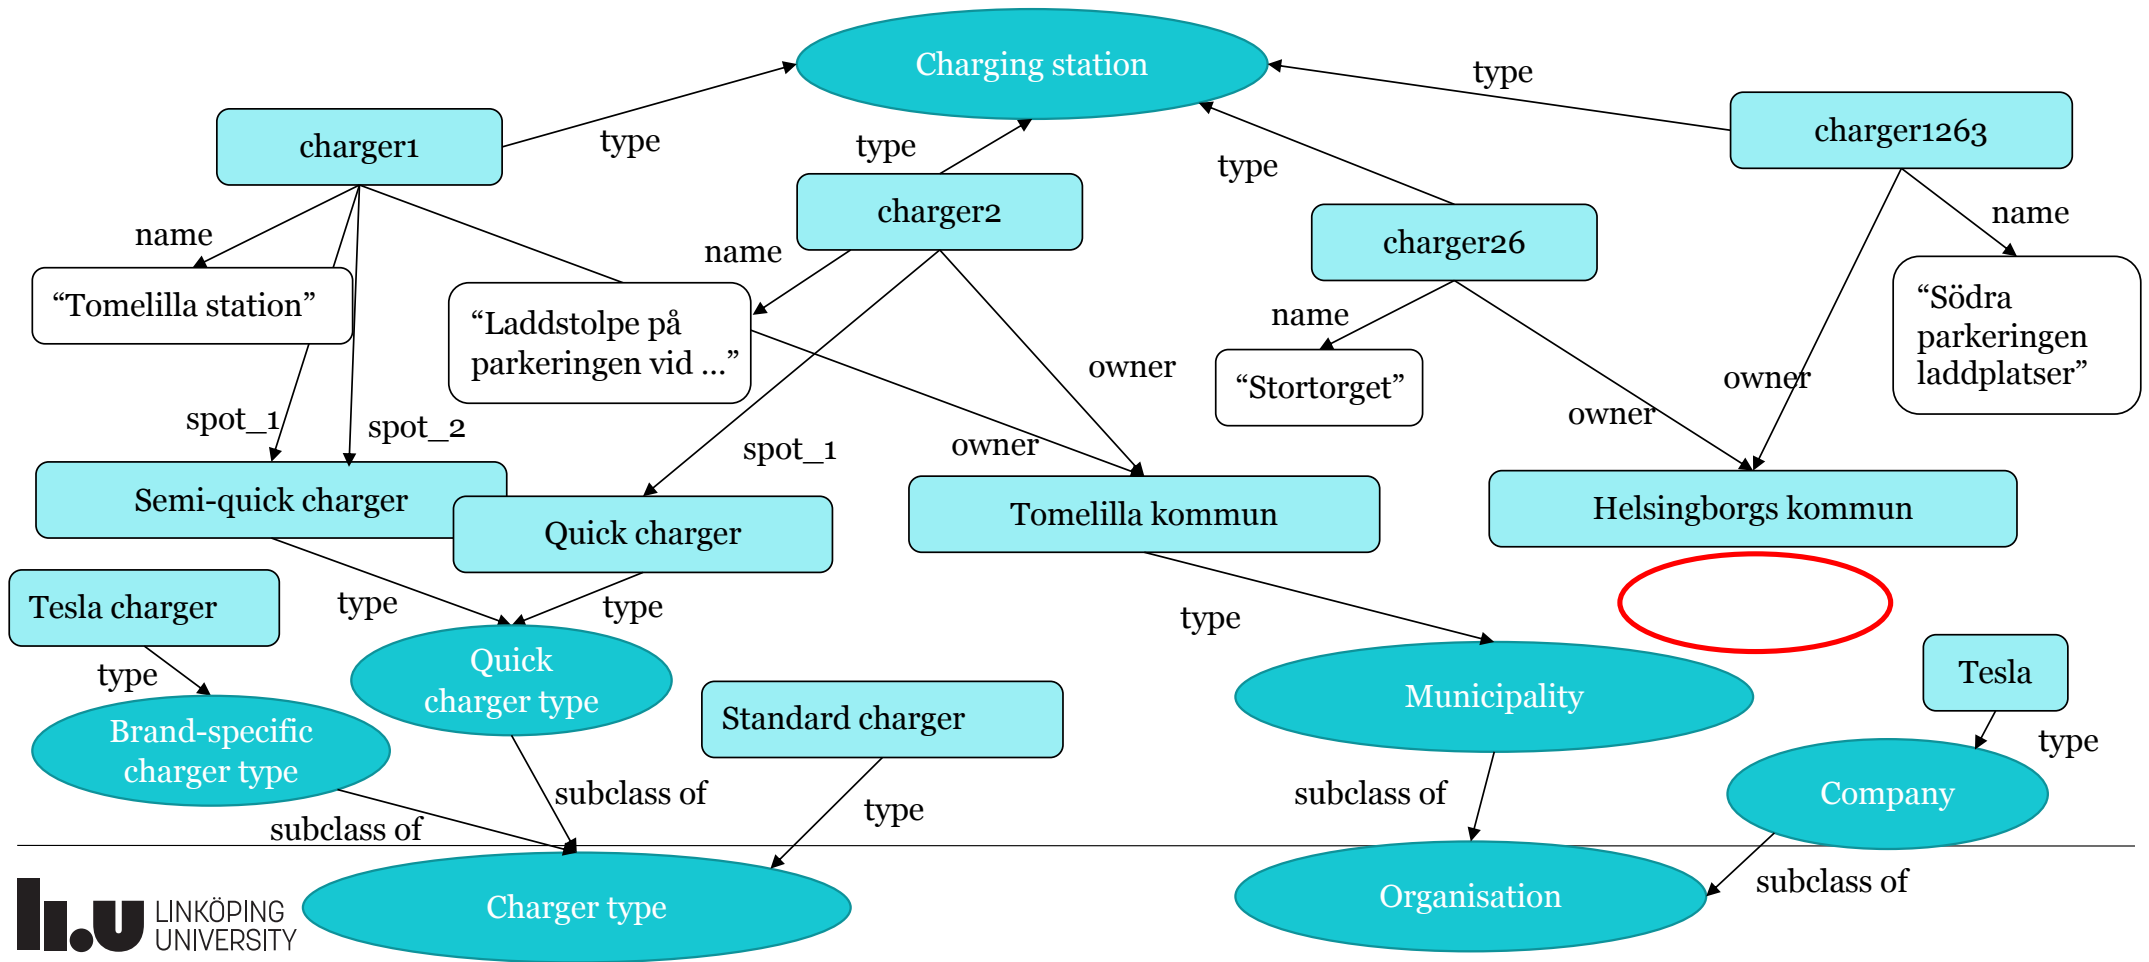 Charging station
type
charger1
type
type
charger1263
type
charger2
charger26
name
name
name
“Tomelilla station”
“Laddstolpe på
parkeringen vid ...”
name
“Södra
parkeringen
laddplatser”
“Stortorget”
owner
owner
owner
spot_1
spot_2
owner
spot_1
Semi-quick charger
Quick charger
Tomelilla kommun
Helsingborgs kommun
Tesla charger
type
type
type
type
Quick
charger type
Municipality
Tesla
Standard charger
Brand-specific
charger type
type
subclass of
subclass of
Company
type
subclass of
Charger type
Organisation
subclass of
li.u LINKÖPING
UNIVERSITY